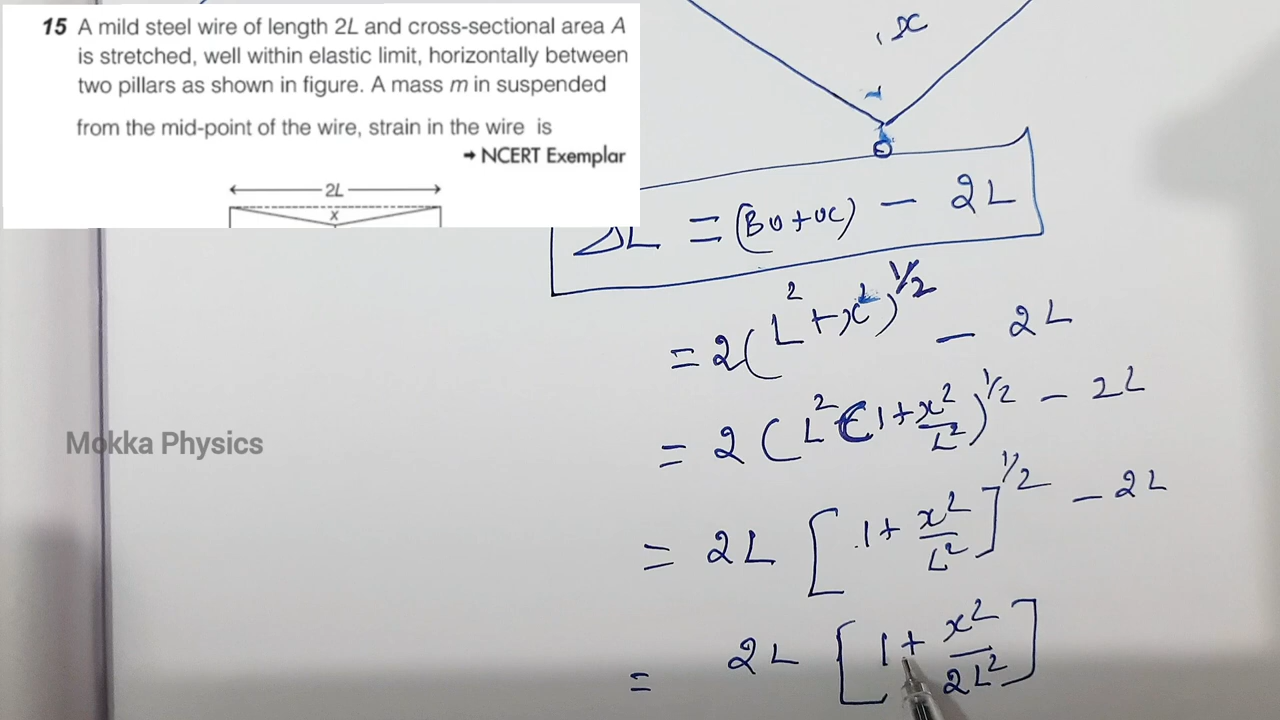 15 A mild steel wire of length 2L and cross-sectional area A
is stretched, well within elastic limit, horizontally between
two pillars as shown in figure. A mass m in suspended
from the mid-point of the wire, strain in the wire is
→ NCERT Exemplar
2L
x
x
ΔL = (BO+OC) - 2L
= 2(L²+x²)^1/2 - 2L
= 2(L²(1+x²/L²)^1/2 - 2L
= 2L [1+x²/L²]^1/2 - 2L
= 2L [1+x²/2L²]
Mokka Physics